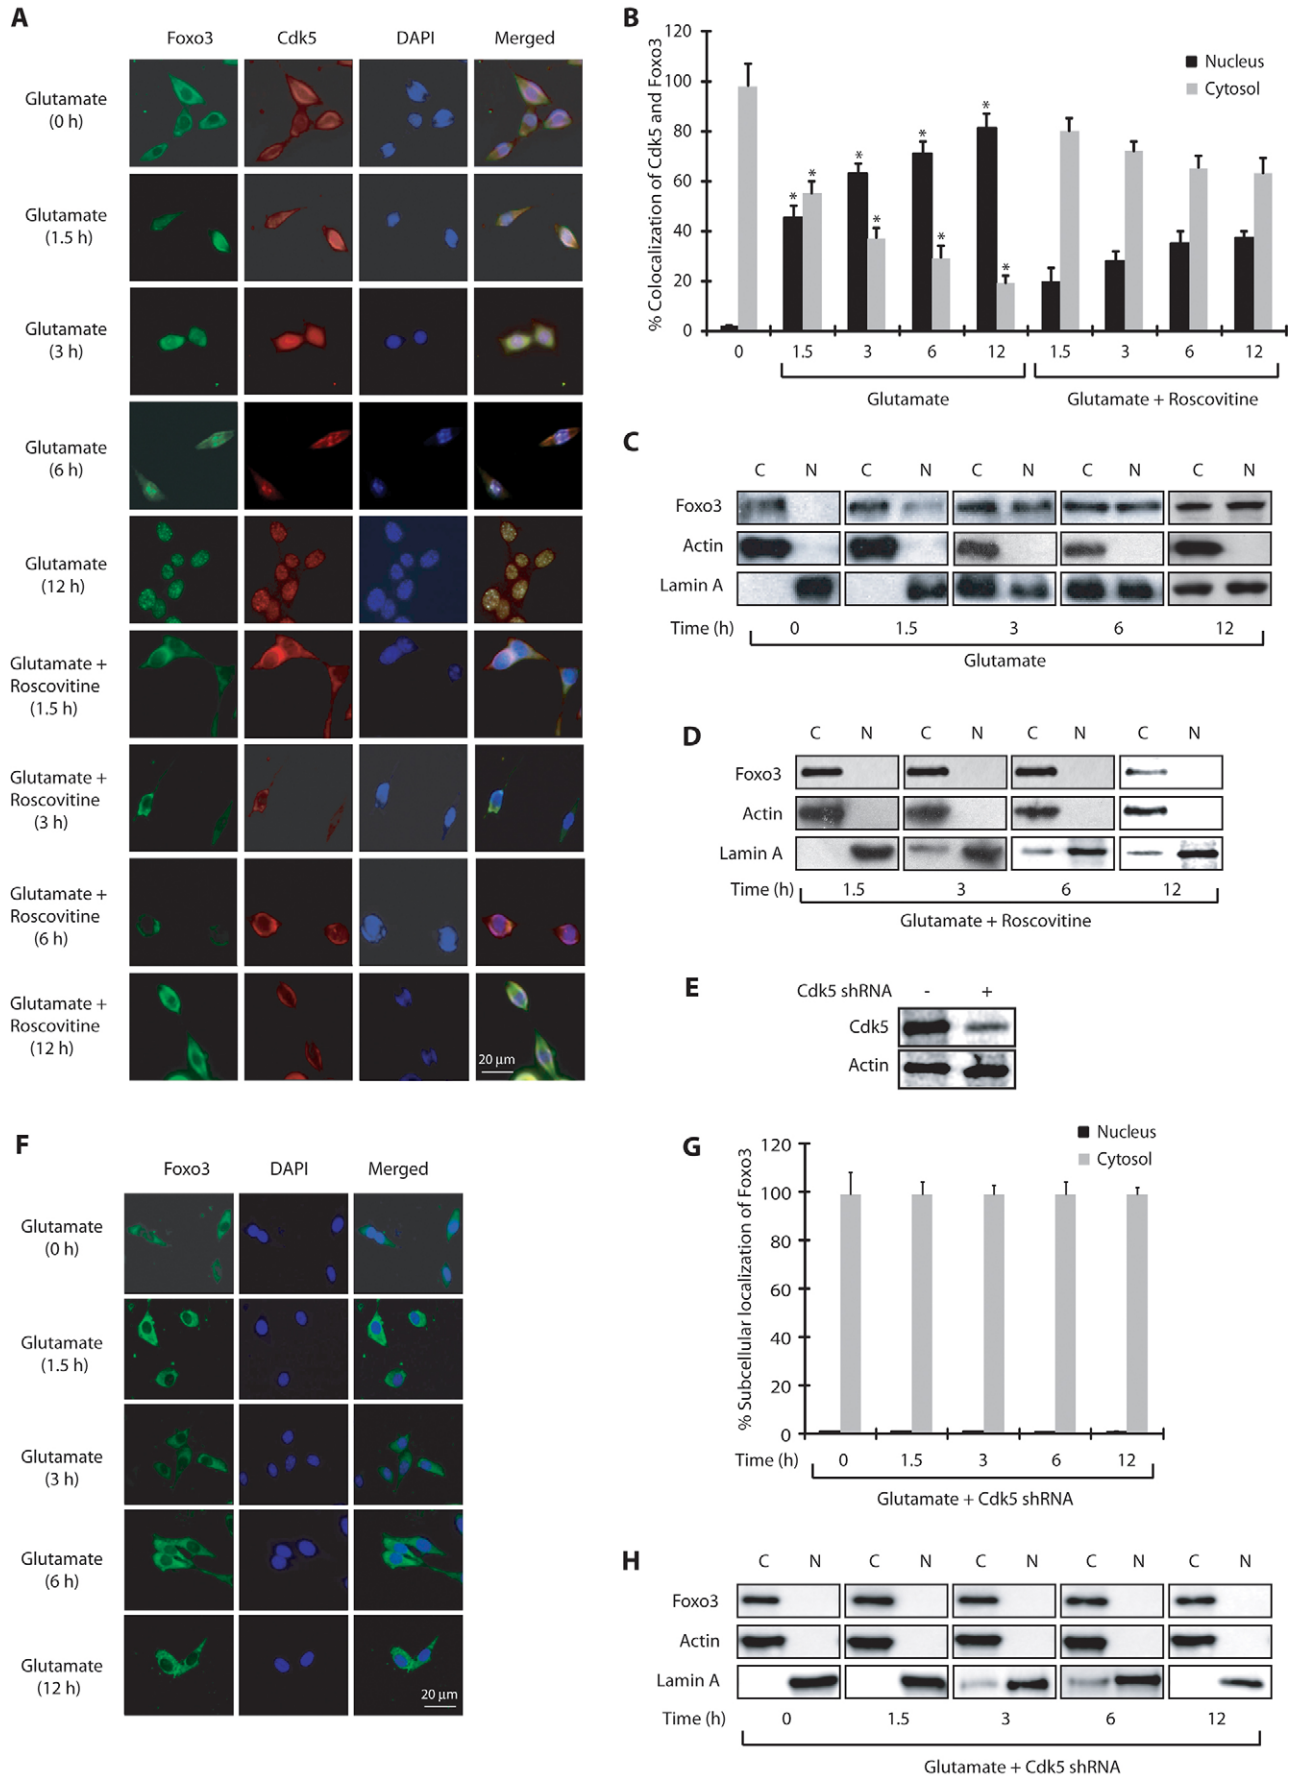 A
Foxo3 Cdk5 DAPI Merged
Glutamate
(0 h)
Glutamate
(1.5 h)
Glutamate
(3 h)
Glutamate
(6 h)
Glutamate
(12 h)
Glutamate +
Roscovitine
(1.5 h)
Glutamate +
Roscovitine
(3 h)
Glutamate +
Roscovitine
(6 h)
Glutamate +
Roscovitine
(12 h)
20 µm
B
% Colocalization of Cdk5 and Foxo3
120
100
80
60
40
20
0
Nucleus
Cytosol
* * * * * * * *
0 1.5 3 6 12 1.5 3 6 12
Glutamate Glutamate + Roscovitine
C
C N C N C N C N C N
Foxo3
Actin
Lamin A
Time (h) 0 1.5 3 6 12
Glutamate
D
C N C N C N C N
Foxo3
Actin
Lamin A
Time (h) 1.5 3 6 12
Glutamate + Roscovitine
E
Cdk5 shRNA - +
Cdk5
Actin
F
Foxo3 DAPI Merged
Glutamate
(0 h)
Glutamate
(1.5 h)
Glutamate
(3 h)
Glutamate
(6 h)
Glutamate
(12 h)
20 µm
G
% Subcellular localization of Foxo3
120
100
80
60
40
20
0
Nucleus
Cytosol
Time (h) 0 1.5 3 6 12
Glutamate + Cdk5 shRNA
H
C N C N C N C N C N
Foxo3
Actin
Lamin A
Time (h) 0 1.5 3 6 12
Glutamate + Cdk5 shRNA